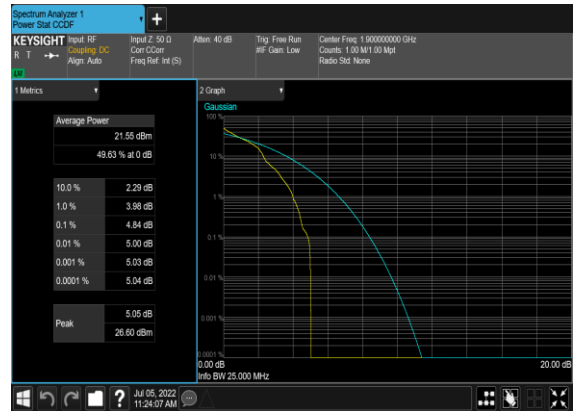 Spectrum Analyzer 1
Power Stat CCDF
KEYSIGHT
R T
LXI
Input: RF
Coupling: DC
Align: Auto
Input Z: 50 Ω
Corr CCorr
Freq Ref: Int (S)
Atten: 40 dB
Trig: Free Run
#IF Gain: Low
Center Freq: 1.900000000 GHz
Counts: 1.00 M/1.00 Mpt
Radio Std: None
1 Metrics
Average Power
21.55 dBm
49.63 % at 0 dB
10.0 % 2.29 dB
1.0 % 3.98 dB
0.1 % 4.84 dB
0.01 % 5.00 dB
0.001 % 5.03 dB
0.0001 % 5.04 dB
Peak
5.05 dB
26.60 dBm
2 Graph
Gaussian
100 %
10 %
1 %
0.1 %
0.01 %
0.001 %
0.0001 %
0.00 dB 20.00 dB
Info BW 25.000 MHz
?
Jul 05, 2022
11:24:07 AM